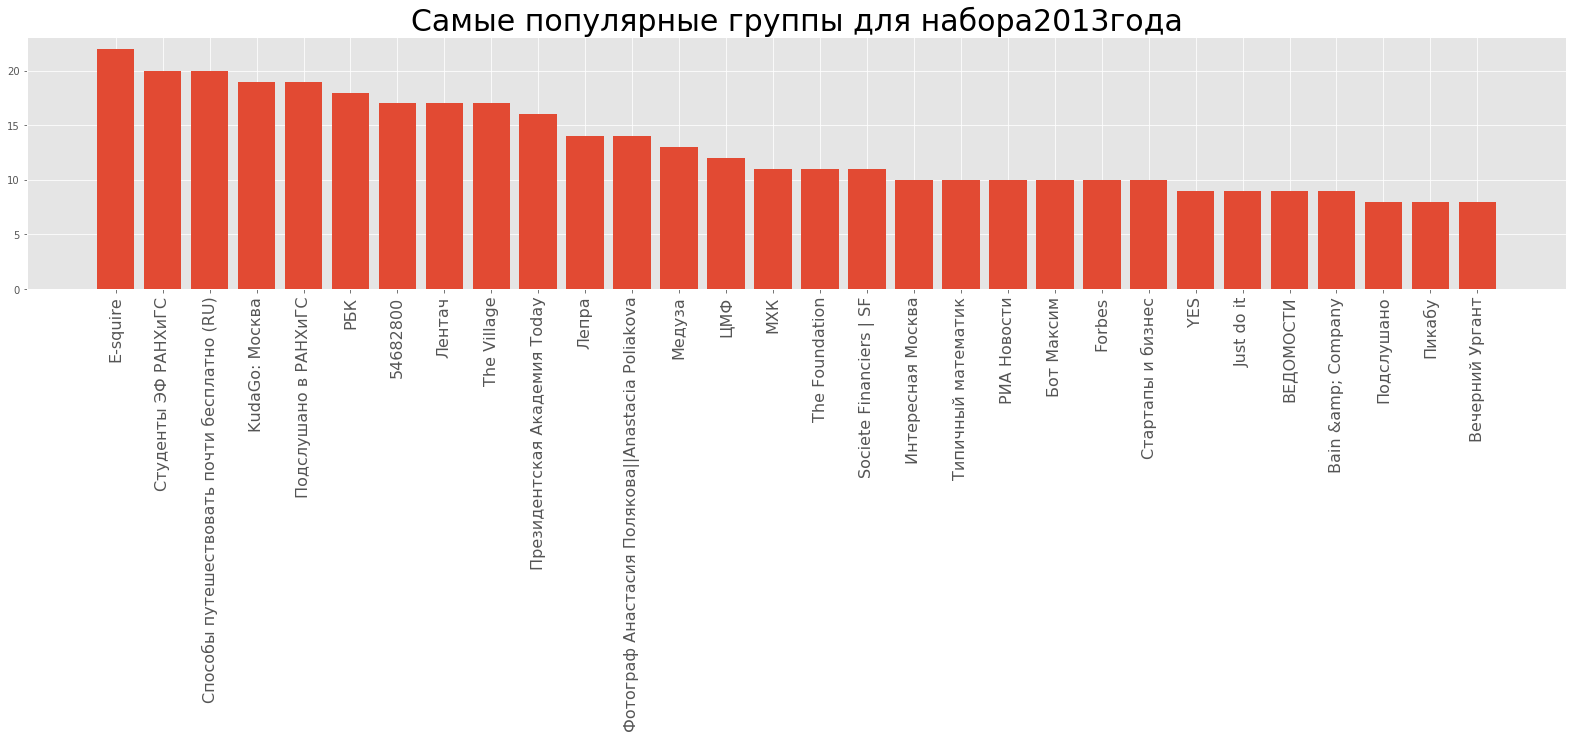 Самые популярные группы для набора2013года
20
15
10
5
0
E-squire
Студенты ЭФ РАНХиГС
Способы путешествовать почти бесплатно (RU)
KudaGo: Москва
Подслушано в РАНХиГС
РБК
54682800
Лентач
The Village
Президентская Академия Today
Лепра
Фотограф Анастасия Полякова||Anastacia Poliakova
Медуза
ЦМФ
МХК
The Foundation
Societe Financiers | SF
Интересная Москва
Типичный математик
РИА Новости
Бот Максим
Forbes
Стартапы и бизнес
YES
Just do it
ВЕДОМОСТИ
Bain &amp; Company
Подслушано
Пикабу
Вечерний Ургант